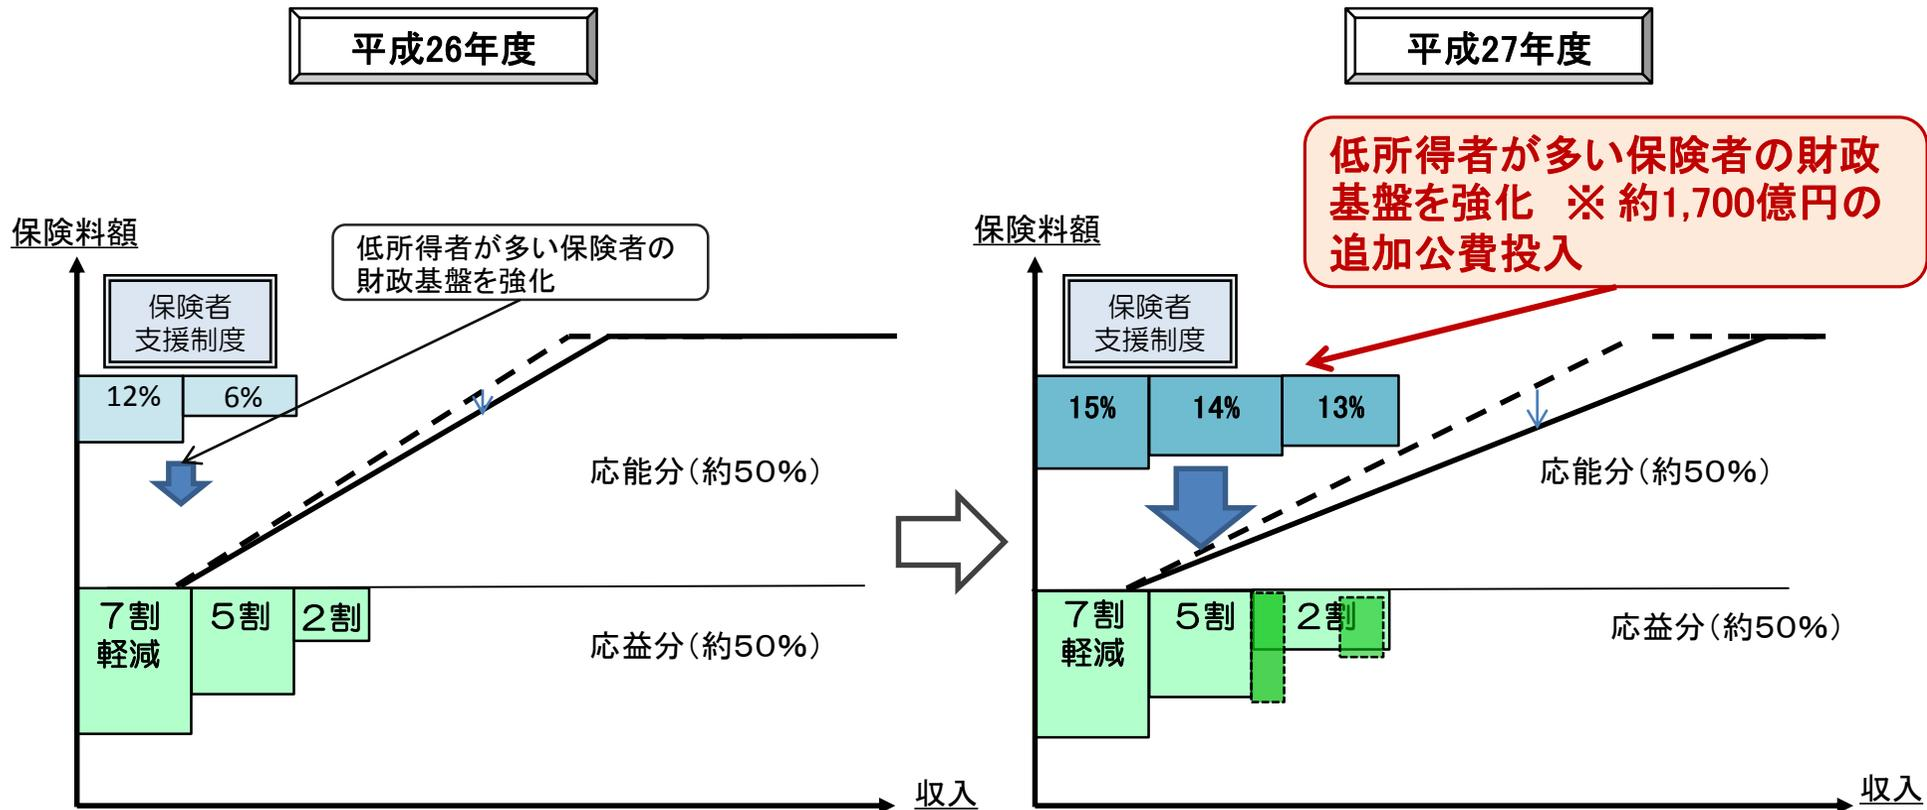 平成26年度
保険料額
低所得者が多い保険者の
財政基盤を強化
保険者
支援制度
12%
6%
応能分（約50%）
7割
軽減
5割
2割
応益分（約50%）
収入
平成27年度
低所得者が多い保険者の財政
基盤を強化　※ 約1,700億円の
追加公費投入
保険料額
保険者
支援制度
15%
14%
13%
応能分（約50%）
7割
軽減
5割
2割
応益分（約50%）
収入